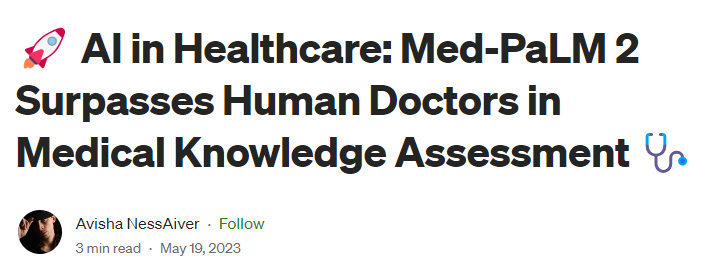 🚀 AI in Healthcare: Med-PaLM 2
Surpasses Human Doctors in
Medical Knowledge Assessment 🩺
Avisha NessAiver · Follow
3 min read · May 19, 2023